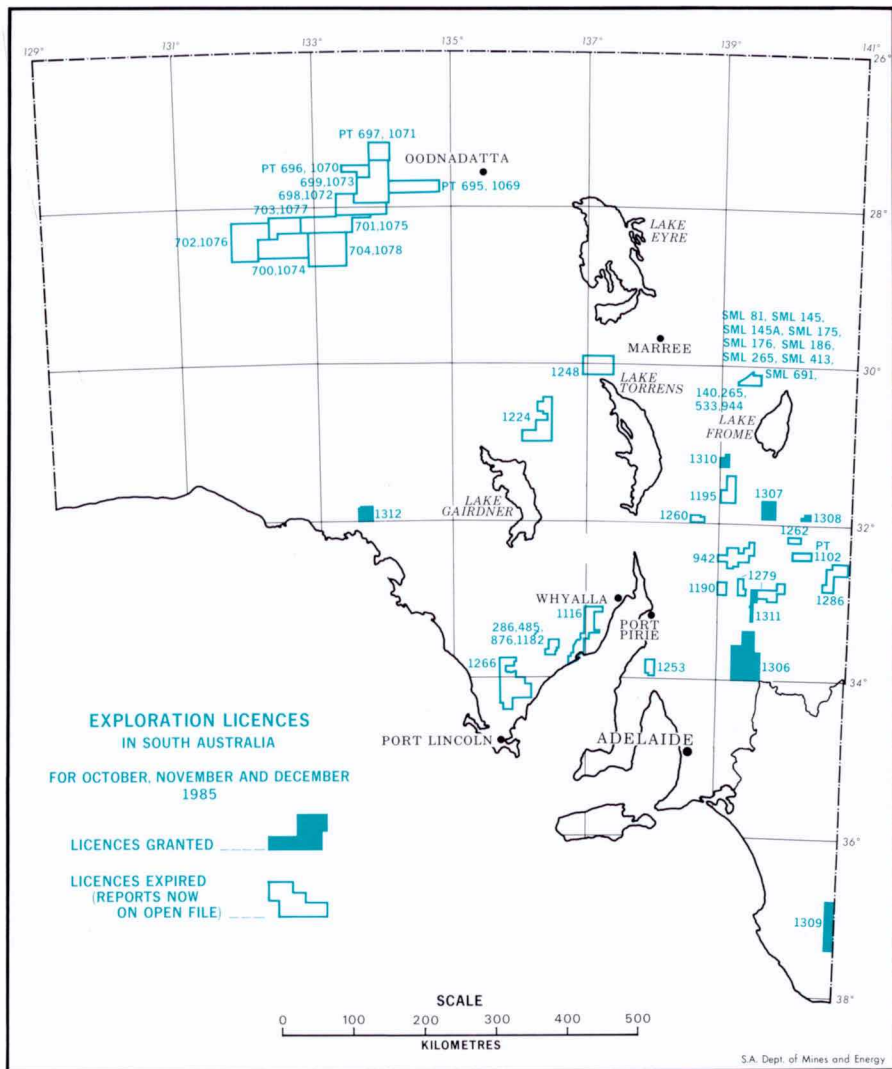 129°
131°
133°
135°
137°
139°
141°
26°
PT 697, 1071
OODNADATTA
PT 696, 1070
699,1073
PT 695, 1069
698,1072
703,1077
28°
701,1075
LAKE
EYRE
702,1076
704,1078
700,1074
SML 81, SML 145,
SML 145A, SML 175,
SML 176, SML 186,
SML 265, SML 413,
SML 691,
MARREE
30°
1248
LAKE
TORRENS
140,265,
533,944
1224
LAKE
FROME
1310
1195
1307
LAKE
GAIRDNER
1312
1260
1308
32°
1262
PT
1102
942
1279
1190
1286
WHYALLA
1116
1311
PORT
PIRIE
286,485,
876,1182
1266
1253
1306
34°
EXPLORATION LICENCES
IN SOUTH AUSTRALIA
PORT LINCOLN
ADELAIDE
FOR OCTOBER, NOVEMBER AND DECEMBER
1985
LICENCES GRANTED
36°
LICENCES EXPIRED
(REPORTS NOW
ON OPEN FILE)
1309
SCALE
38°
0 100 200 300 400 500
KILOMETRES
S.A. Dept. of Mines and Energy